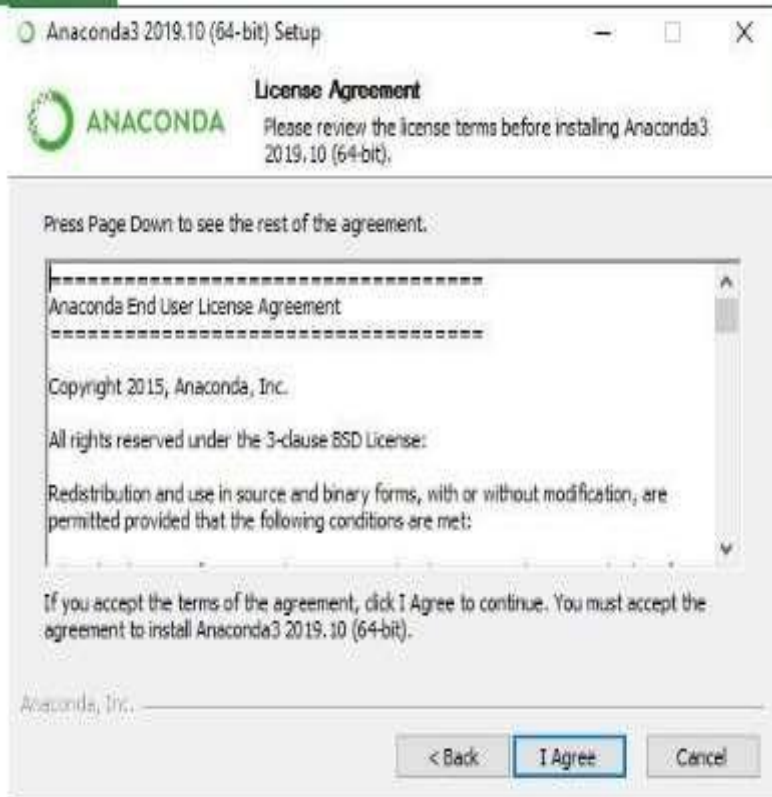 Anaconda3 2019.10 (64-bit) Setup
ANACONDA
License Agreement
Please review the license terms before installing Anaconda3
2019.10 (64-bit).
Press Page Down to see the rest of the agreement.
===================================
Anaconda End User License Agreement
===================================
Copyright 2015, Anaconda, Inc.
All rights reserved under the 3-clause BSD License:
Redistribution and use in source and binary forms, with or without modification, are
permitted provided that the following conditions are met:
If you accept the terms of the agreement, click I Agree to continue. You must accept the
agreement to install Anaconda3 2019.10 (64-bit).
Anaconda, Inc.
< Back
I Agree
Cancel